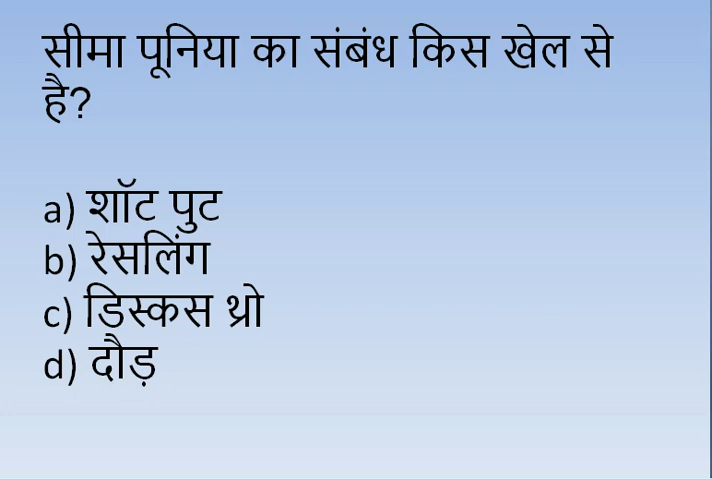 सीमा पूनिया का संबंध किस खेल से
है?
a) शॉट पुट
b) रेसलिंग
c) डिस्कस थ्रो
d) दौड़